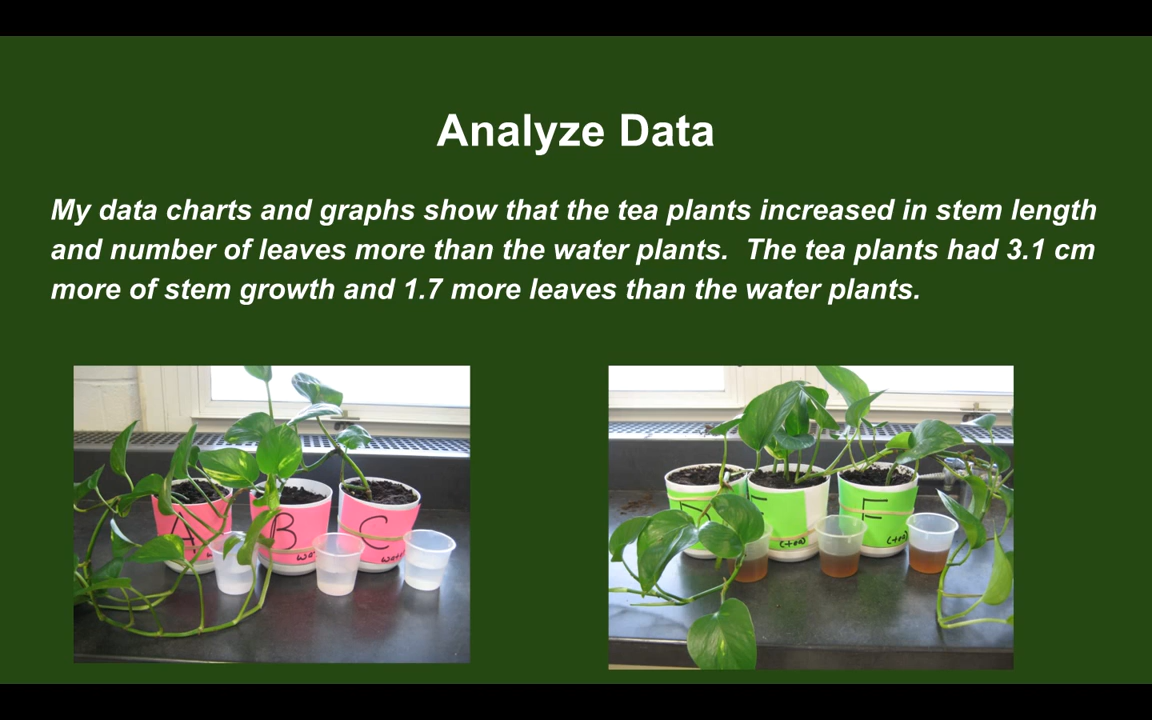 Analyze Data
My data charts and graphs show that the tea plants increased in stem length
and number of leaves more than the water plants. The tea plants had 3.1 cm
more of stem growth and 1.7 more leaves than the water plants.
A B C
(tea) (tea)